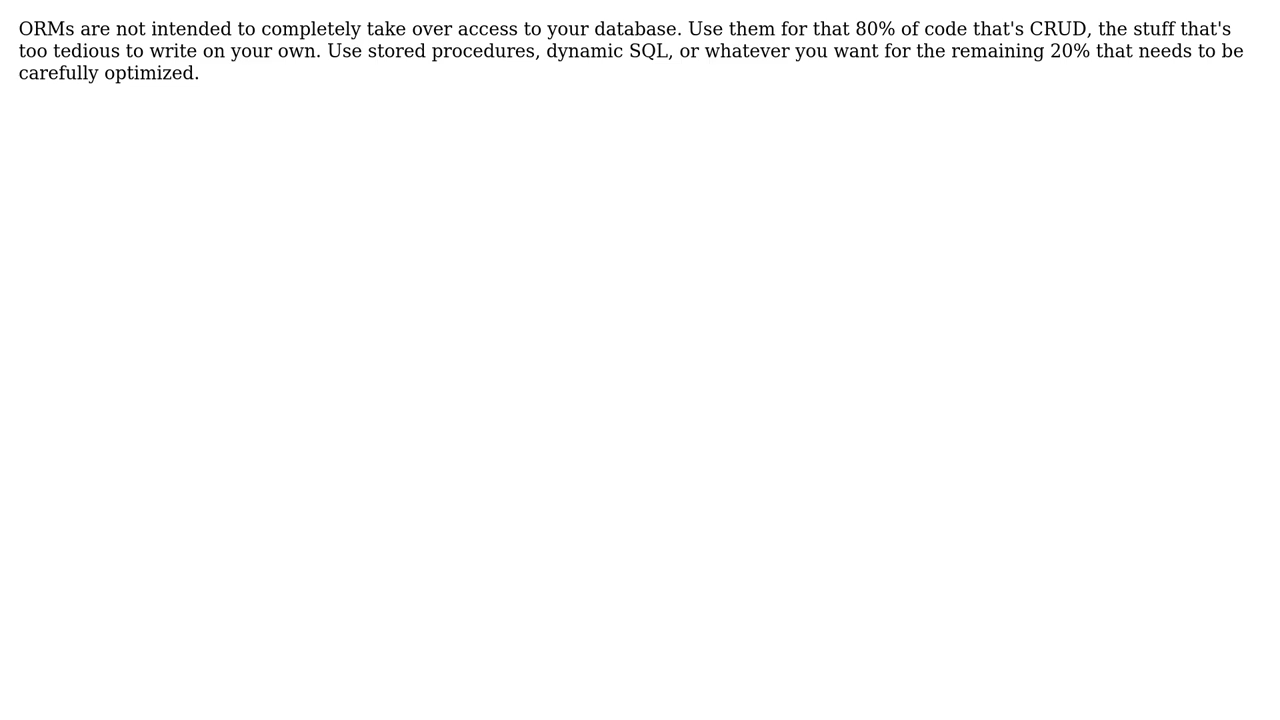 ORMs are not intended to completely take over access to your database. Use them for that 80% of code that's CRUD, the stuff that's
too tedious to write on your own. Use stored procedures, dynamic SQL, or whatever you want for the remaining 20% that needs to be
carefully optimized.